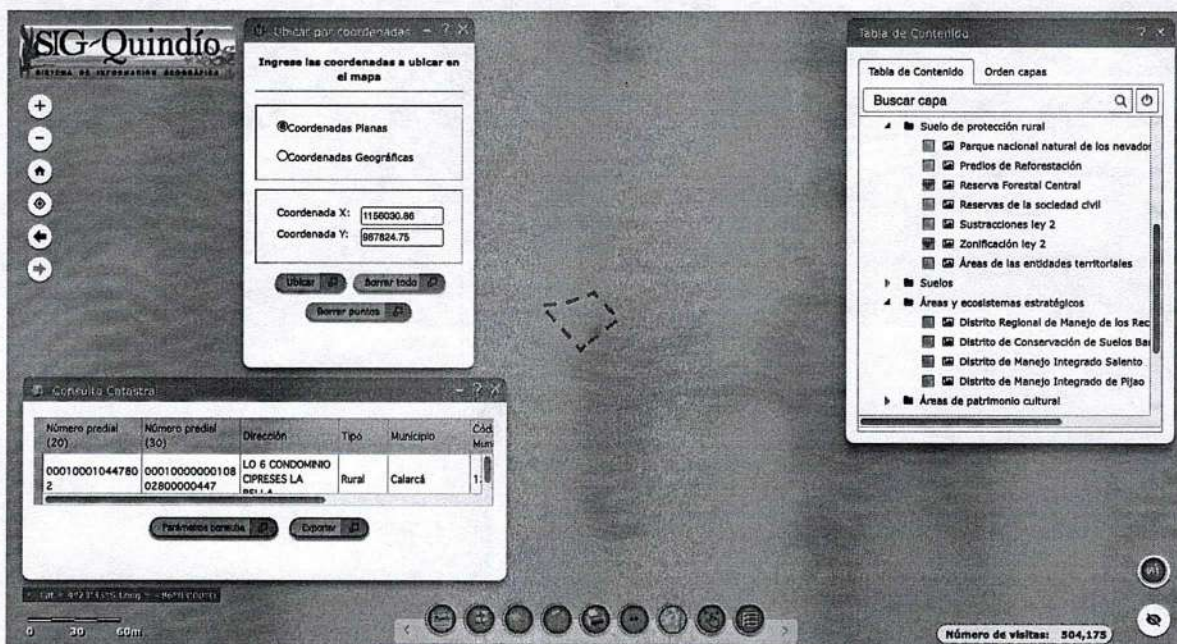 SIG-Quindío
SISTEMA DE INFORMACIÓN GEOGRÁFICA
Ubicar por coordenadas
Ingrese las coordenadas a ubicar en
el mapa
Coordenadas Planas
Coordenadas Geográficas
Coordenada X: 1156030.86
Coordenada Y: 987824.75
Ubicar
Borrar todo
Borrar puntos
Consulta Catastral
Número predial (20) Número predial (30) Dirección Tipo Municipio Cód. Mun
000100010447802 000100000001080 2800000447 LO 6 CONDOMINIO CIPRESES LA BELLA Rural Calarcá
Parámetros consulta
Exportar
0 30 60m
Tabla de Contenido
Tabla de Contenido Orden capas
Buscar capa
Suelo de protección rural
Parque nacional natural de los nevado
Predios de Reforestación
Reserva Forestal Central
Reservas de la sociedad civil
Sustracciones ley 2
Zonificación ley 2
Áreas de las entidades territoriales
Suelos
Áreas y ecosistemas estratégicos
Distrito Regional de Manejo de los Rec
Distrito de Conservación de Suelos Ba
Distrito de Manejo Integrado Salento
Distrito de Manejo Integrado de Pijao
Áreas de patrimonio cultural
Número de visitas: 504,175